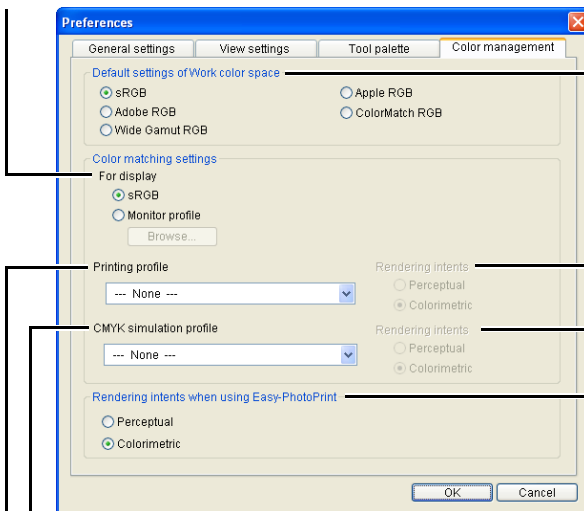 Preferences
General settings View settings Tool palette Color management
Default settings of Work color space
sRGB Apple RGB
Adobe RGB ColorMatch RGB
Wide Gamut RGB
Color matching settings
For display
sRGB
Monitor profile
Browse...
Printing profile Rendering intents
--- None --- Perceptual
Colorimetric
CMYK simulation profile Rendering intents
--- None --- Perceptual
Colorimetric
Rendering intents when using Easy-PhotoPrint
Perceptual
Colorimetric
OK Cancel